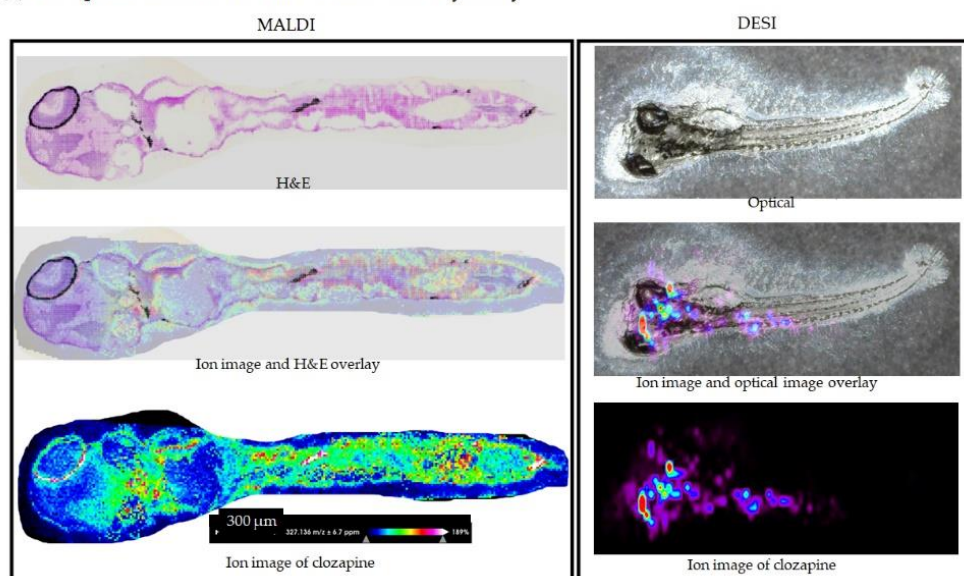 MALDI
DESI
H&E
Optical
Ion image and H&E overlay
Ion image and optical image overlay
300 µm
327.136 m/z ± 6.7 ppm
189%
Ion image of clozapine
Ion image of clozapine